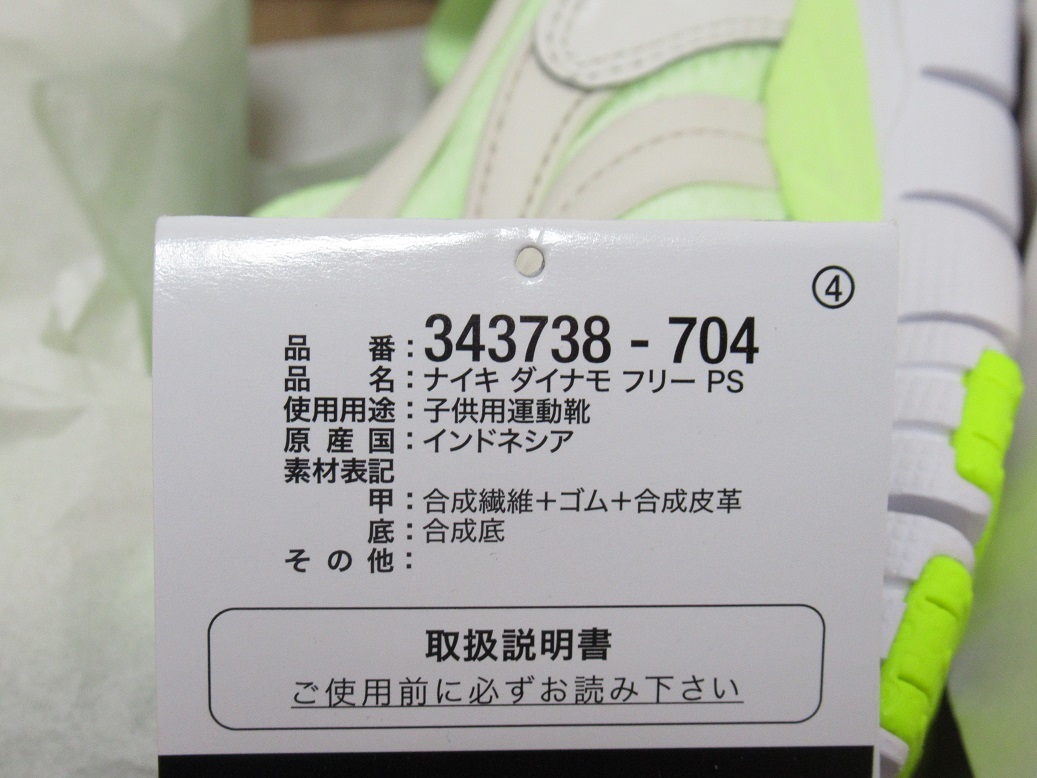 ④
品番：343738 - 704
品名：ナイキ ダイナモ フリー PS
使用用途：子供用運動靴
原産国：インドネシア
素材表記
甲：合成繊維＋ゴム＋合成皮革
底：合成底
その他：
取扱説明書
ご使用前に必ずお読み下さい